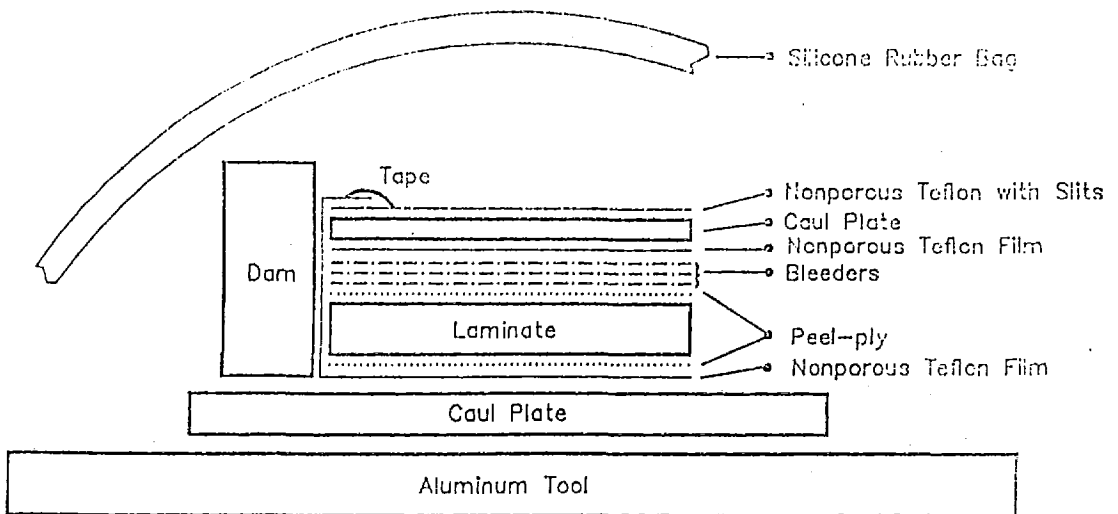 Silicone Rubber Bag
Tape
Nonporous Teflon with Slits
Caul Plate
Nonporous Teflon Film
Dam
Bleeders
Laminate
Peel-ply
Nonporous Teflon Film
Caul Plate
Aluminum Tool